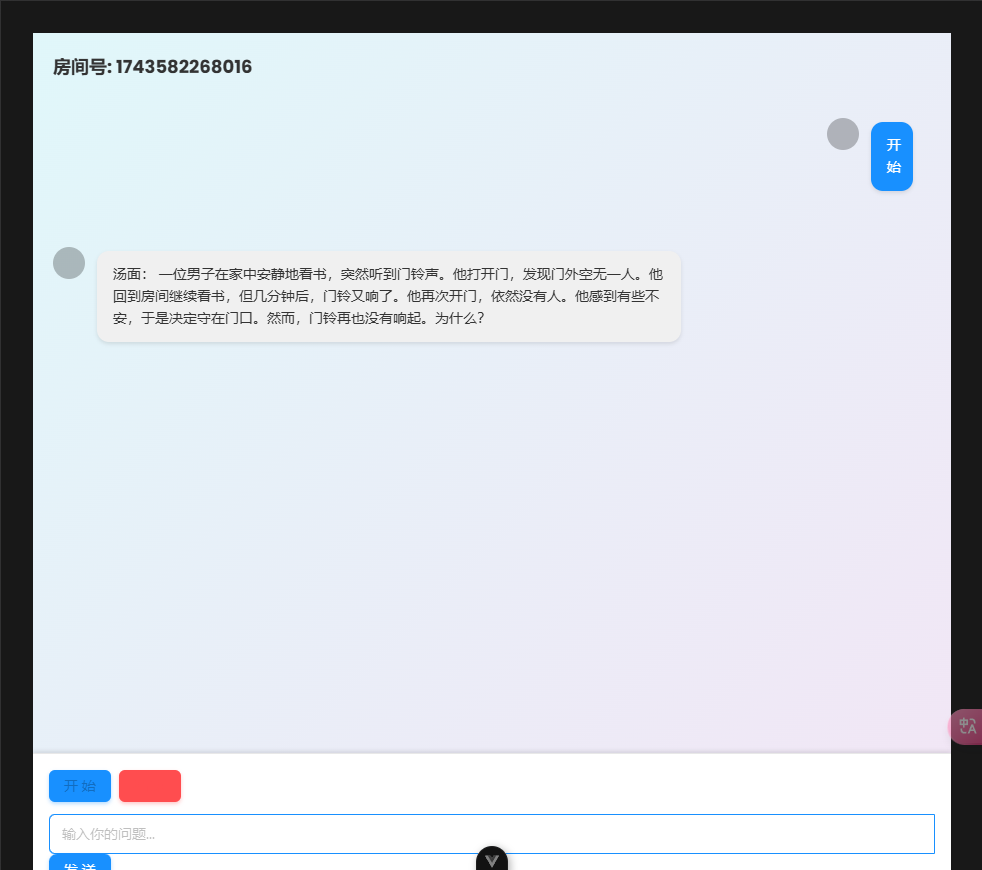 房间号: 1743582268016
开
始
汤面： 一位男子在家中安静地看书，突然听到门铃声。他打开门，发现门外空无一人。他
回到房间继续看书，但几分钟后，门铃又响了。他再次开门，依然没有人。他感到有些不
安，于是决定守在门口。然而，门铃再也没有响起。为什么?
中A
开 始
输入你的问题...
发 送